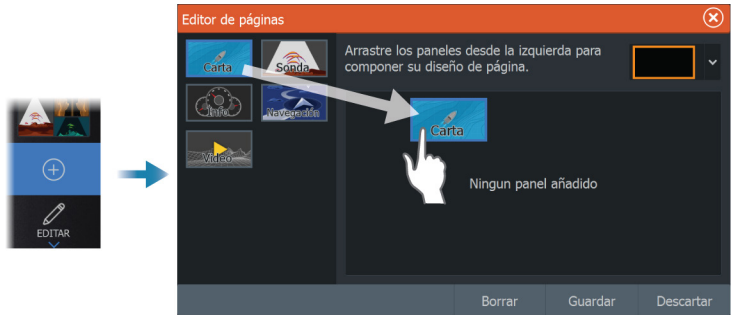 Editor de páginas
Carta
Sonda
Info
Navegación
Vídeo
Arrastre los paneles desde la izquierda para
componer su diseño de página.
Carta
Ningun panel añadido
EDITAR
Borrar
Guardar
Descartar